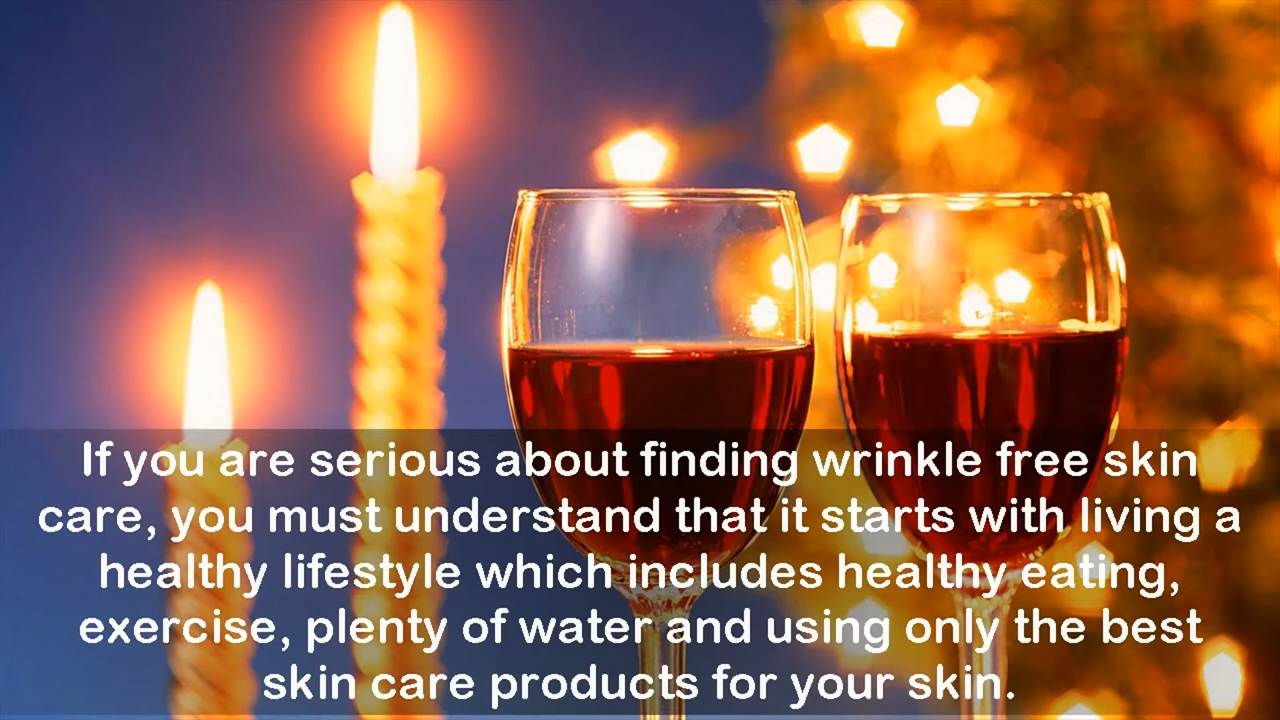 If you are serious about finding wrinkle free skin
care, you must understand that it starts with living a
healthy lifestyle which includes healthy eating,
exercise, plenty of water and using only the best
skin care products for your skin.